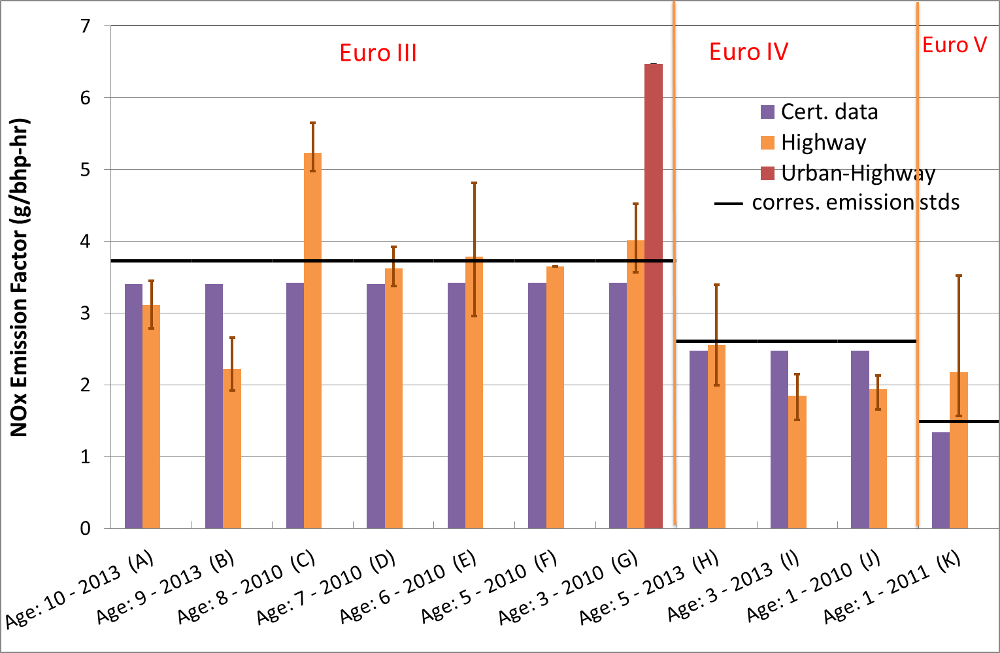 7
Euro III
Euro IV
Euro V
6
Cert. data
Highway
5
Urban-Highway
corres. emission stds
4
3
2
1
0
NOx Emission Factor (g/bhp-hr)
Age: 10 - 2013 (A)
Age: 9 - 2013 (B)
Age: 8 - 2010 (C)
Age: 7 - 2010 (D)
Age: 6 - 2010 (E)
Age: 5 - 2010 (F)
Age: 3 - 2010 (G)
Age: 5 - 2013 (H)
Age: 3 - 2013 (I)
Age: 1 - 2010 (J)
Age: 1 - 2011 (K)